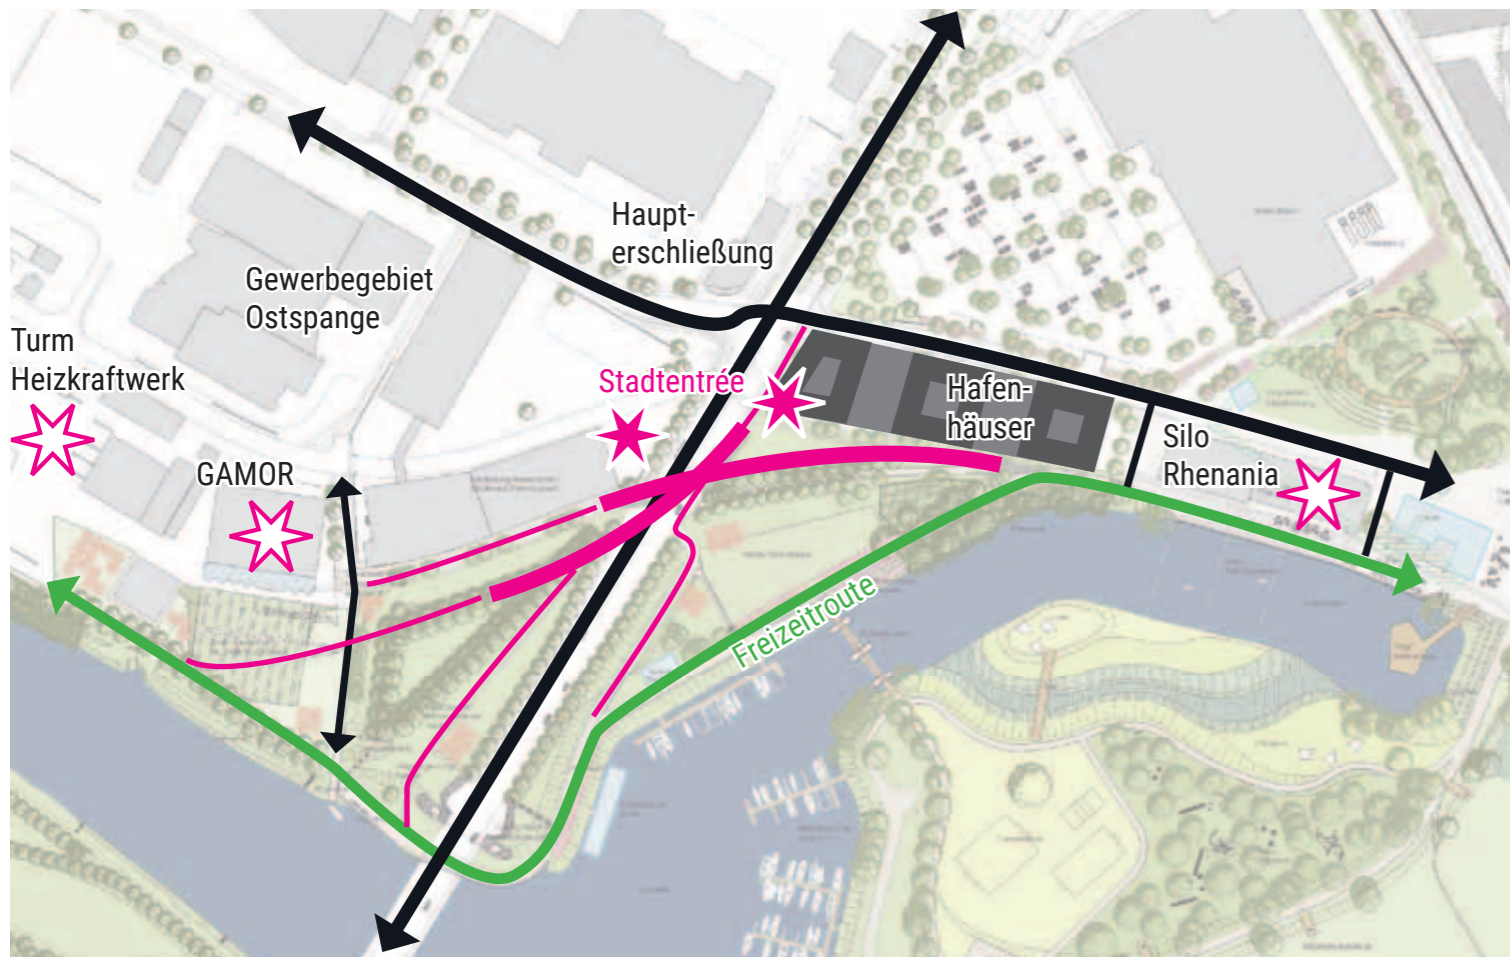 Haupt-
erschließung
Gewerbegebiet
Ostspange
Turm
Heizkraftwerk
Stadtentrée
Hafen-
häuser
Silo
Rhenania
GAMOR
Freizeitroute